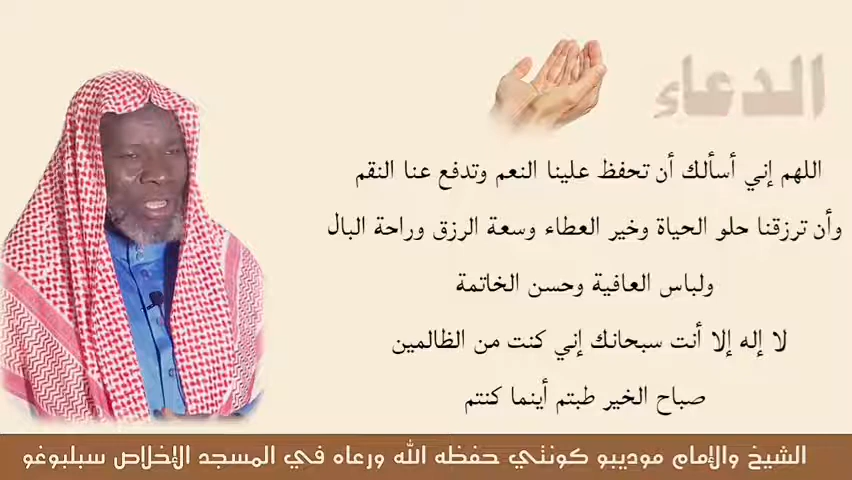 الدعاء
اللهم إني أسألك أن تحفظ علينا النعم وتدفع عنا النقم
وأن ترزقنا حلو الحياة وخير العطاء وسعة الرزق وراحة البال
ولباس العافية وحسن الخاتمة
لا إله إلا أنت سبحانك إني كنت من الظالمين
صباح الخير طبتم أينما كنتم
الشيخ والإمام موديبو كونتي حفظه الله ورعاه في المسجد الإخلاص سبلبوغو